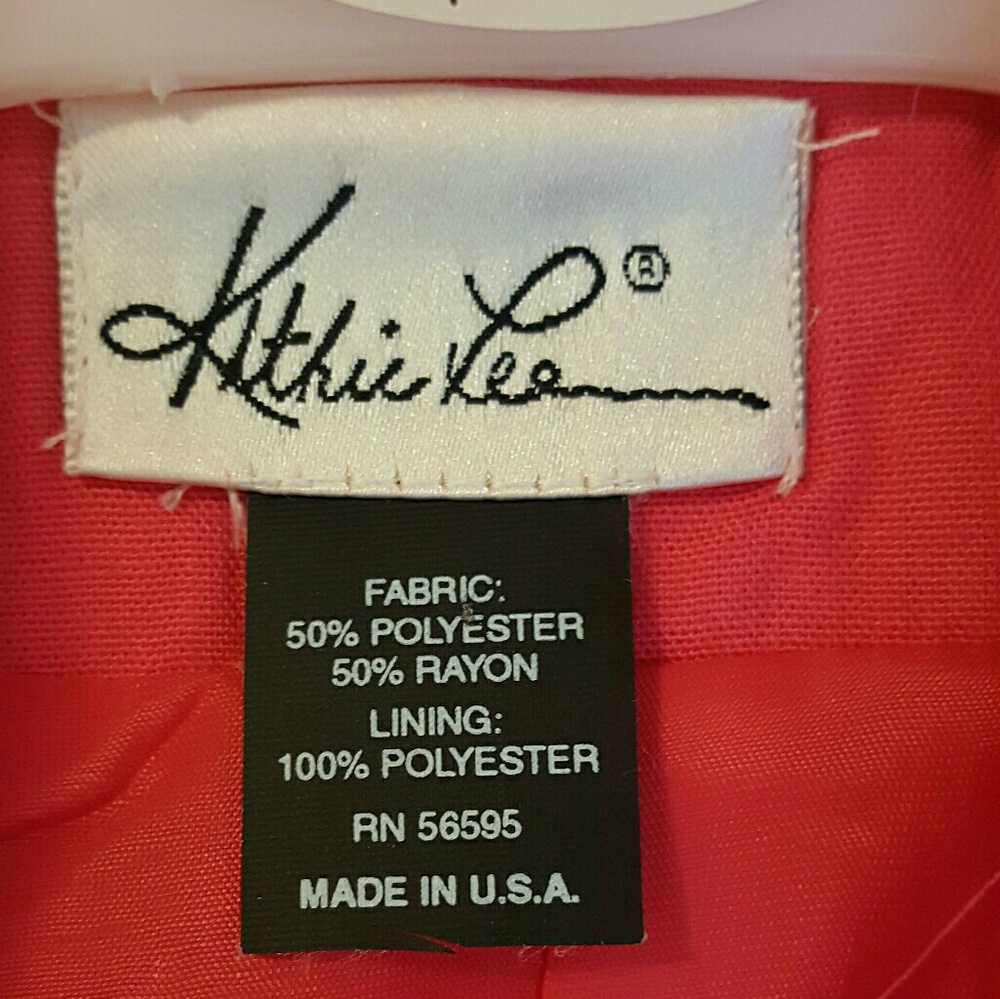 Kathie Lee®
FABRIC:
50% POLYESTER
50% RAYON
LINING:
100% POLYESTER
RN 56595
MADE IN U.S.A.